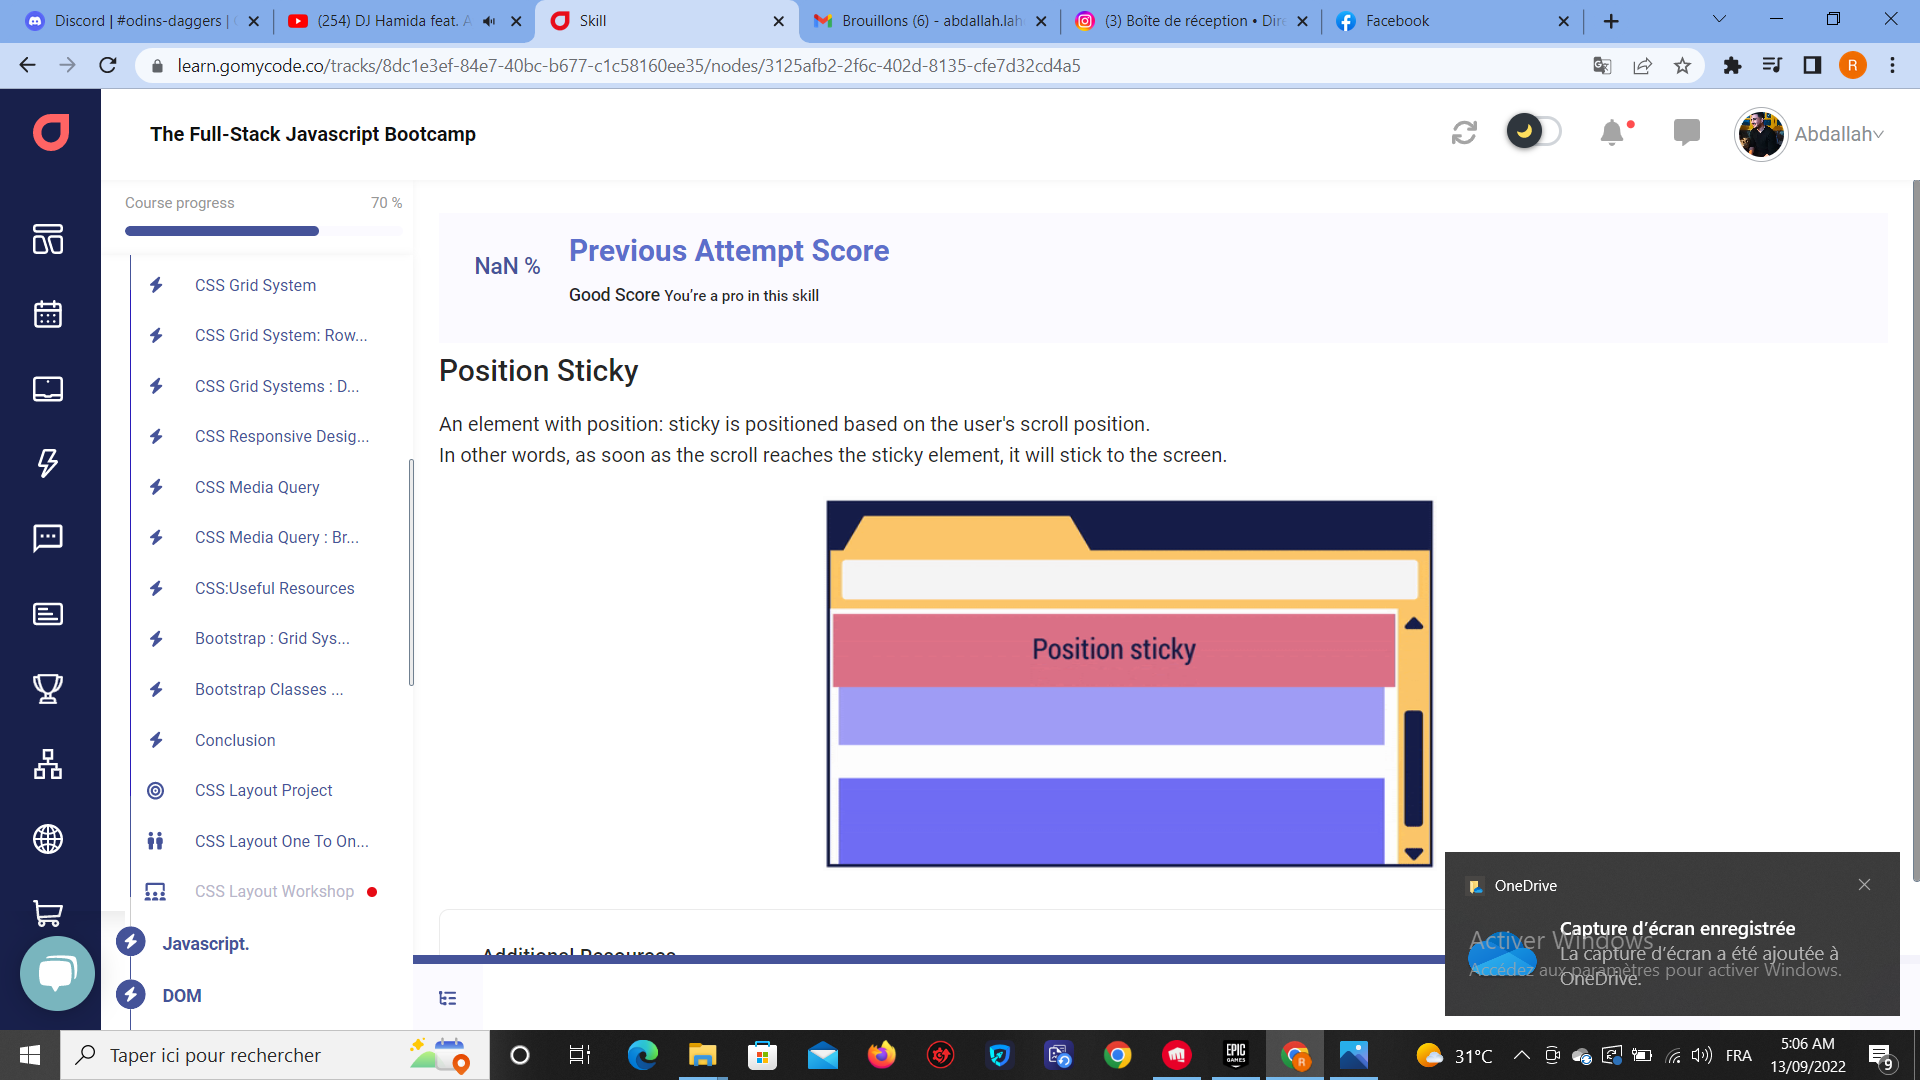 Discord | #odins-daggers |
(254) DJ Hamida feat. A
Skill
Brouillons (6) - abdallah.lah
(3) Boîte de réception • Dire
Facebook
learn.gomycode.co/tracks/8dc1e3ef-84e7-40bc-b677-c1c58160ee35/nodes/3125afb2-2f6c-402d-8135-cfe7d32cd4a5
R
The Full-Stack Javascript Bootcamp
Abdallah
Course progress
70 %
CSS Grid System
CSS Grid System: Row...
CSS Grid Systems : D...
CSS Responsive Desig...
CSS Media Query
CSS Media Query : Br...
CSS:Useful Resources
Bootstrap : Grid Sys...
Bootstrap Classes ...
Conclusion
CSS Layout Project
CSS Layout One To On...
CSS Layout Workshop
Javascript.
DOM
NaN %
Previous Attempt Score
Good Score You're a pro in this skill
Position Sticky
An element with position: sticky is positioned based on the user's scroll position.
In other words, as soon as the scroll reaches the sticky element, it will stick to the screen.
Position sticky
Additional Resources
OneDrive
Capture d'écran enregistrée
La capture d'écran a été ajoutée à
OneDrive.
Activer Windows
Accédez aux paramètres pour activer Windows.
Taper ici pour rechercher
EPIC
GAMES
R
31°C
FRA
5:06 AM
13/09/2022
9